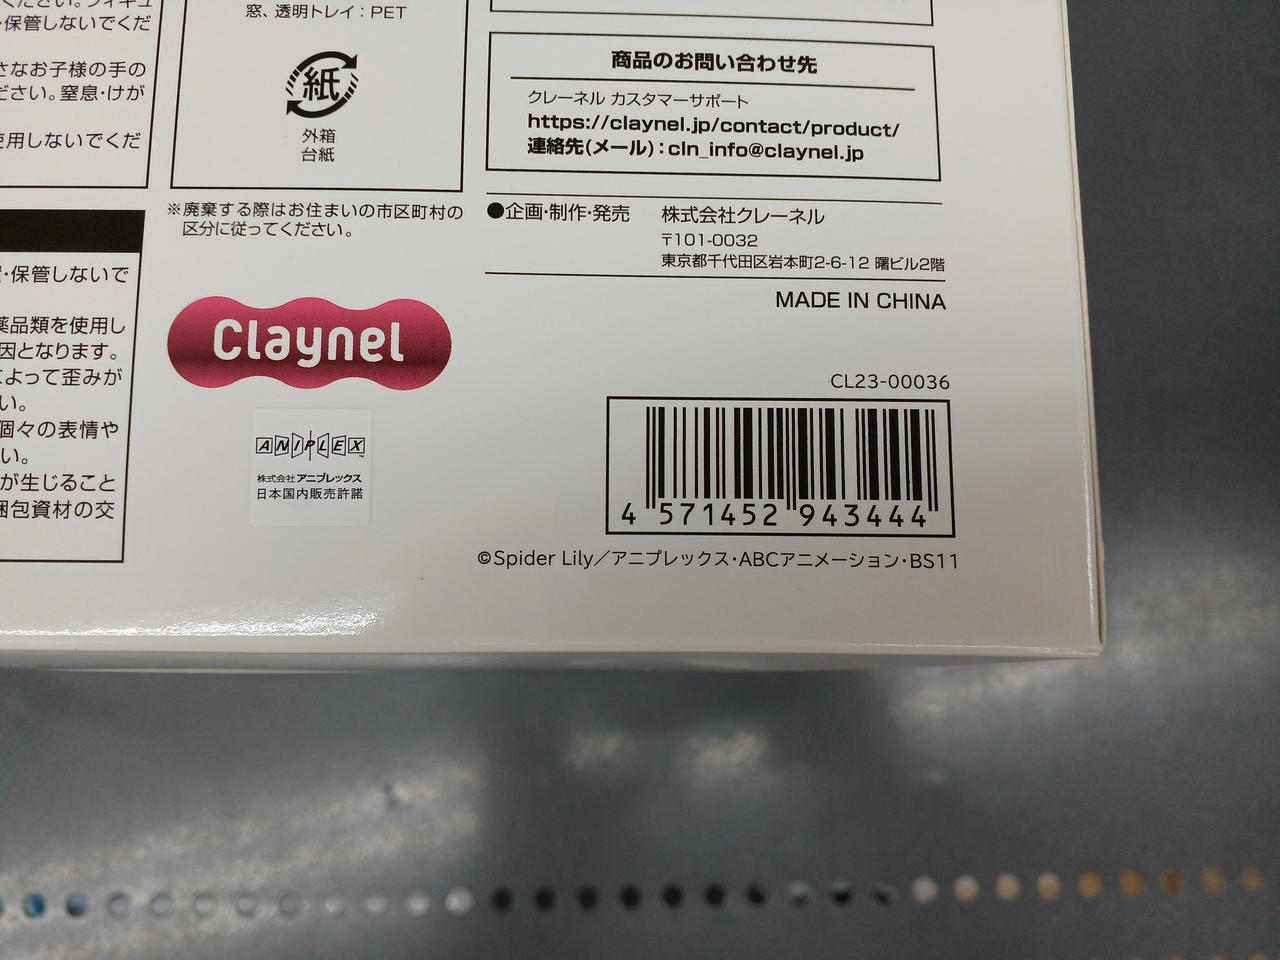 ・保管しないでくだ
さなお子様の手の
ださい。窒息・けが
使用しないでくだ
・保管しないで
薬品類を使用し
因となります。
によって歪みが
い。
個々の表情や
い。
が生じること
梱包資材の交
窓、透明トレイ：PET
紙
外箱
台紙
※廃棄する際はお住まいの市区町村の
区分に従ってください。
商品のお問い合わせ先
クレーネル カスタマーサポート
https://claynel.jp/contact/product/
連絡先(メール)：cln_info@claynel.jp
●企画・制作・発売 株式会社クレーネル
〒101-0032
東京都千代田区岩本町2-6-12 曙ビル2階
MADE IN CHINA
Claynel
ANIPLEX
株式会社アニプレックス
日本国内販売許諾
CL23-00036
4 571452 943444
©Spider Lily／アニプレックス・ABCアニメーション・BS11